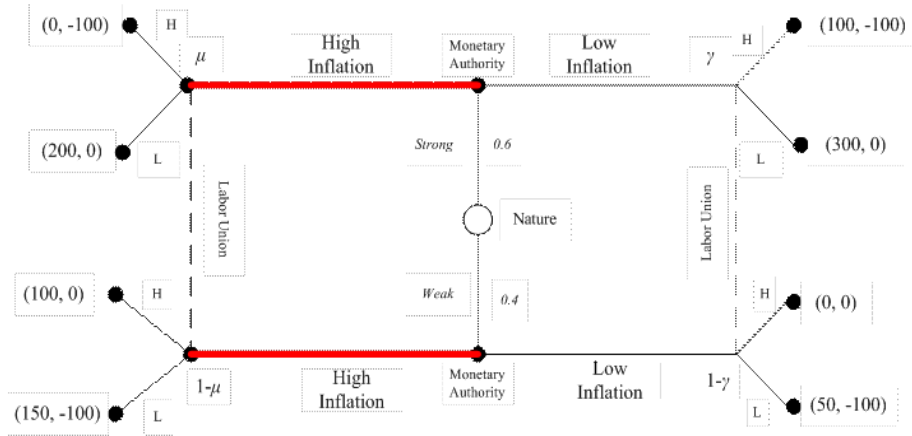 (0, -100)
H
μ
High
Inflation
Monetary
Authority
Low
Inflation
γ
H
(100, -100)
(200, 0)
L
Strong
0.6
L
(300, 0)
Labor Union
Nature
Labor Union
(100, 0)
H
Weak
0.4
H
(0, 0)
1-μ
High
Inflation
Monetary
Authority
Low
Inflation
1-γ
(150, -100)
L
L
(50, -100)